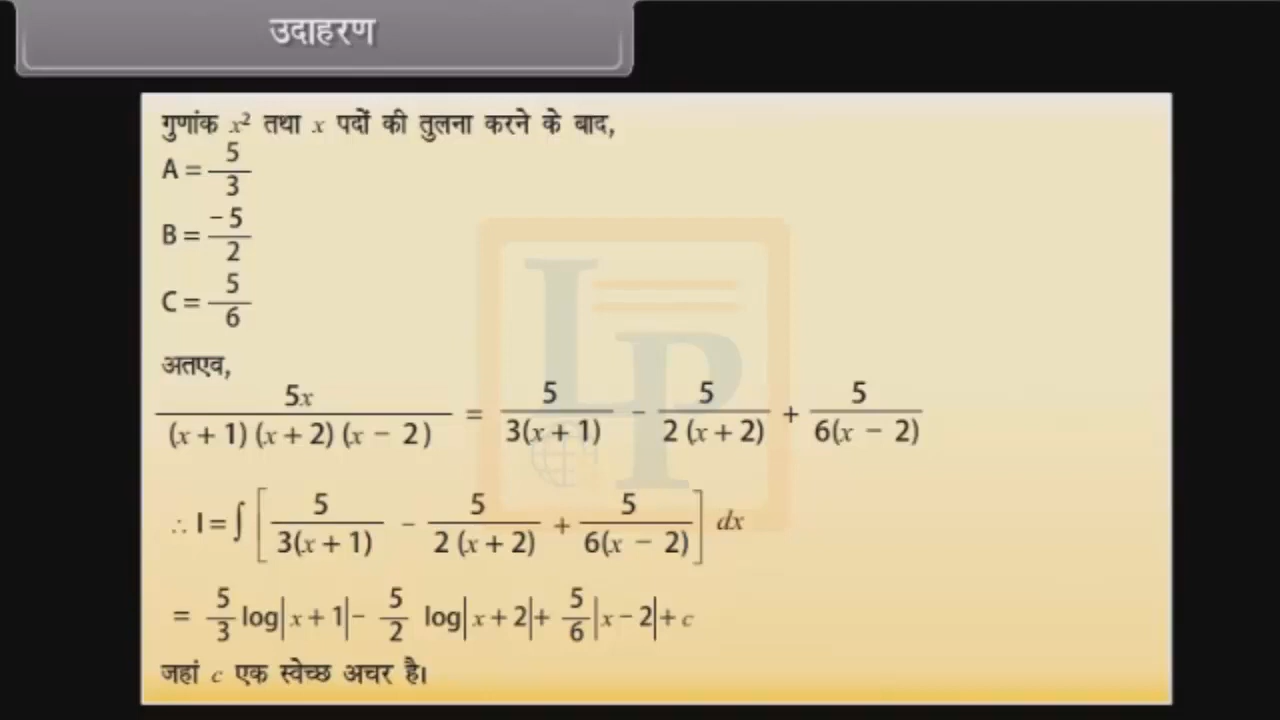 उदाहरण
गुणांक x² तथा x पदों की तुलना करने के बाद,
A = 5/3
B = -5/2
C = 5/6
अतएव,
5x/(x + 1) (x + 2) (x - 2) = 5/3(x + 1) - 5/2 (x + 2) + 5/6(x - 2)
∴ I = ∫ [5/3(x + 1) - 5/2 (x + 2) + 5/6(x - 2)] dx
= 5/3 log|x + 1| - 5/2 log|x + 2| + 5/6 |x - 2| + c
जहां c एक स्वेच्छ अचर है।
LP